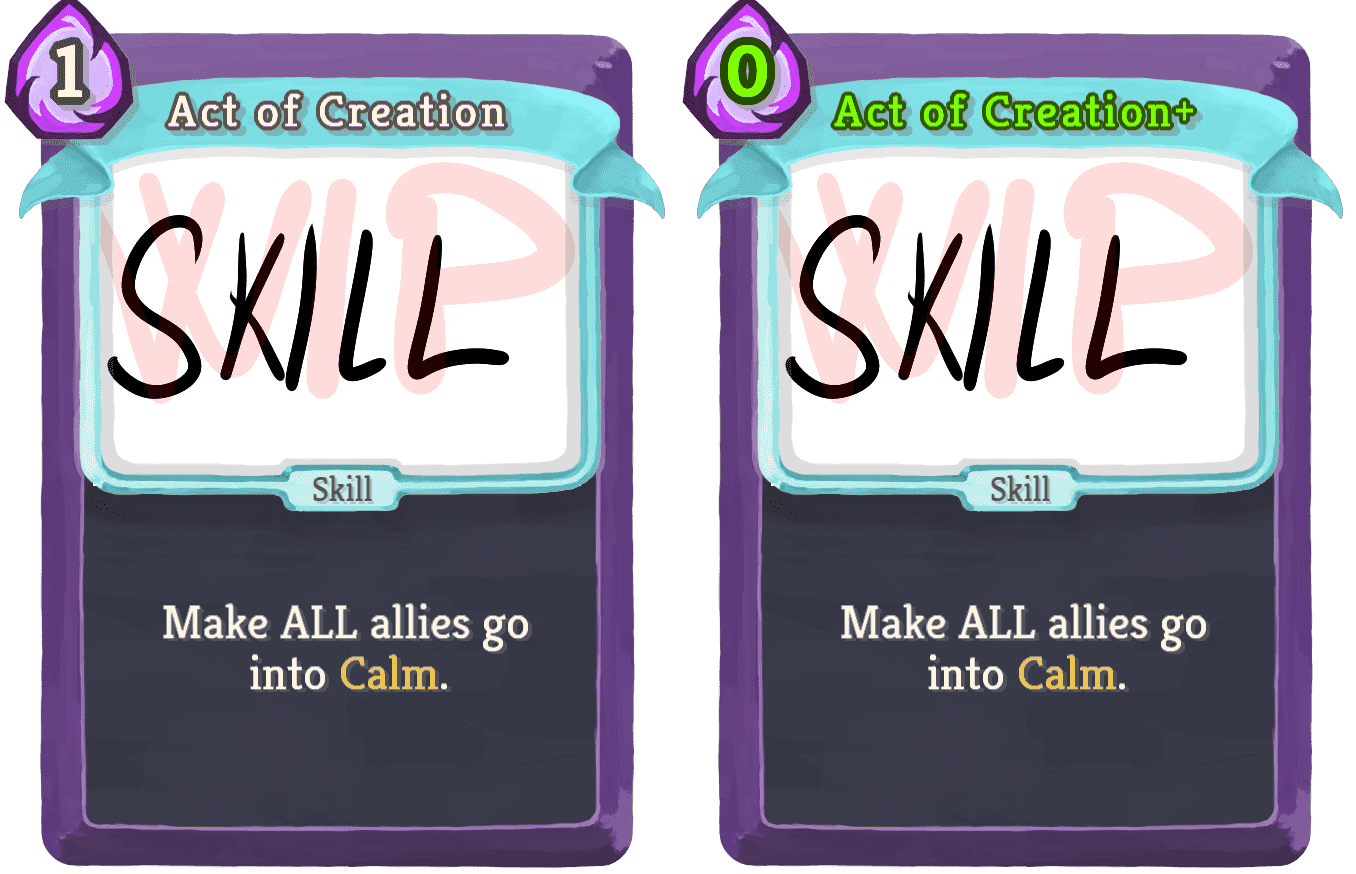 1
Act of Creation
WIP
SKILL
Skill
Make ALL allies go
into Calm.
0
Act of Creation+
WIP
SKILL
Skill
Make ALL allies go
into Calm.